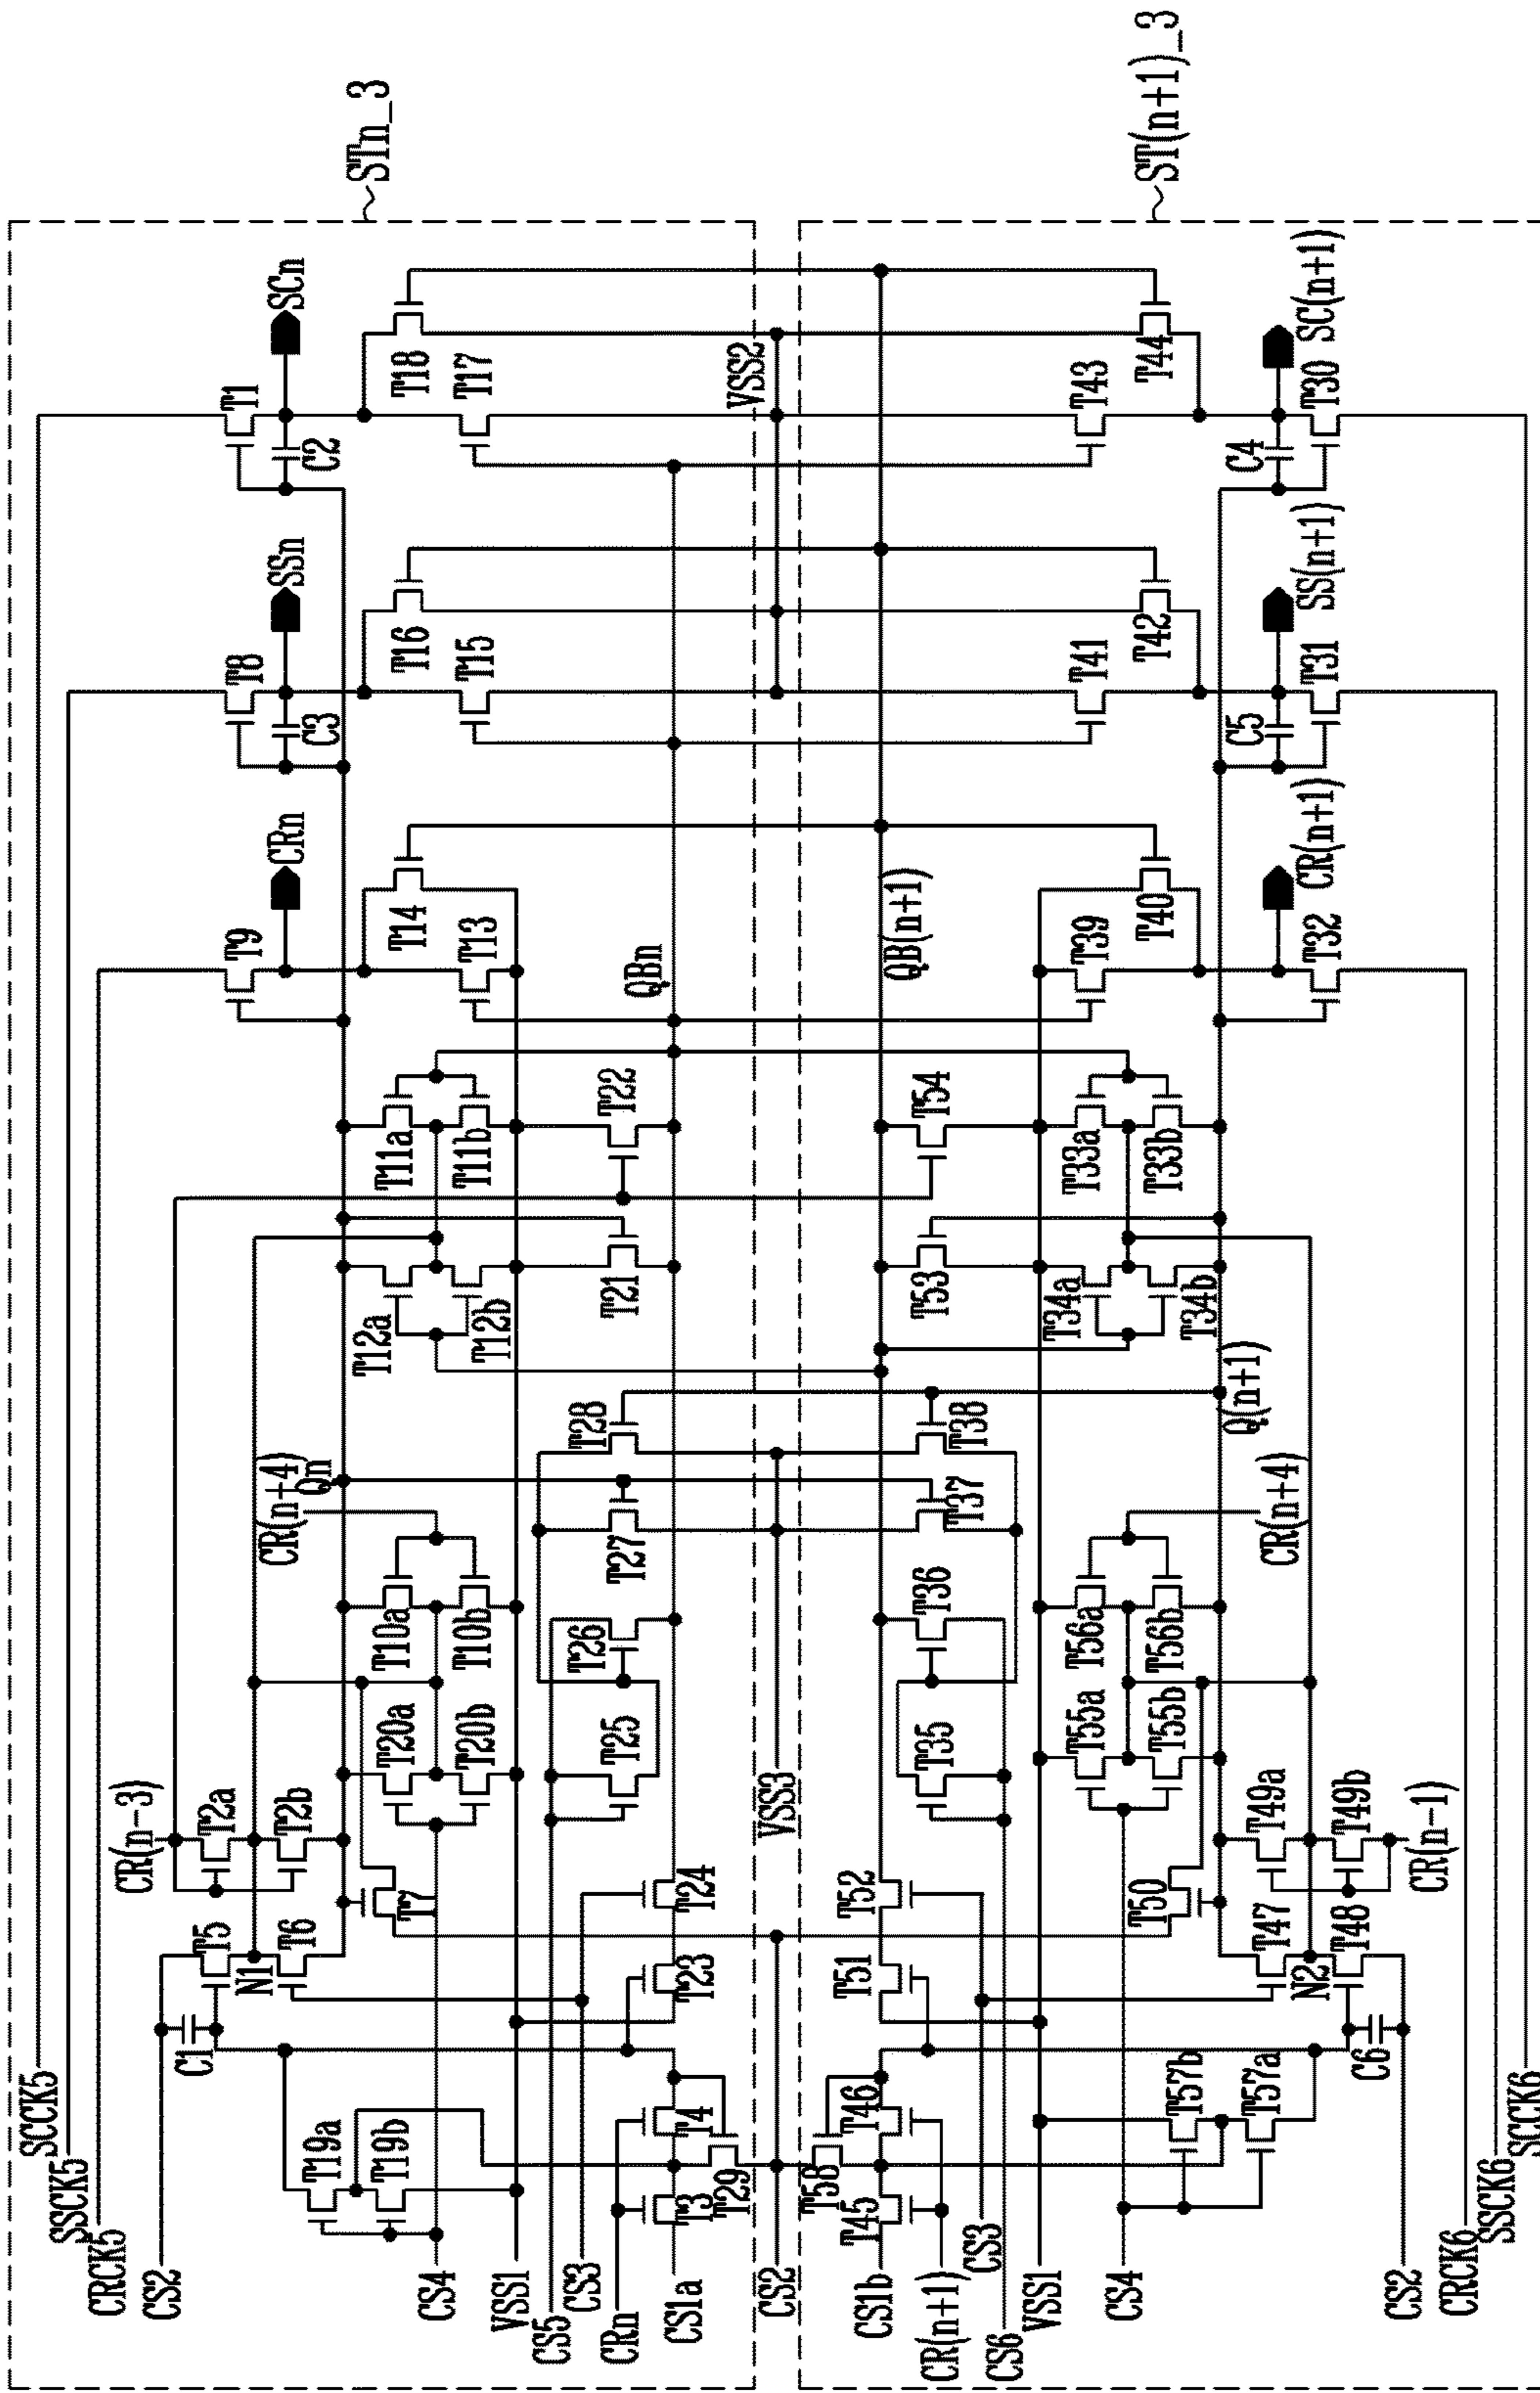 STn_3
ST(n+1)_3
SCn
T1
C2
T18
T17
VSS2
T43
T44
SC(n+1)
C4
T30
SSn
T8
C3
T16
T15
T41
T42
SS(n+1)
C5
T31
CRn
T9
T14
T13
QBn
QB(n+1)
T39
T40
CR(n+1)
T32
T11a
T11b
T22
T54
T33a
T33b
T12a
T12b
T21
T53
T34a
T34b
CR(n+4)
Qn
T28
T38
Q(n+1)
T27
T37
CR(n+4)
T10a
T10b
T26
T36
T56a
T56b
CR(n-3)
T2a
T2b
T20a
T20b
T25
VSS3
T35
T55a
T55b
T49a
T49b
CR(n-1)
T5
N1
T6
T7
T24
T23
T52
T51
T50
T47
N2
T48
C1
T19a
T19b
T4
T3
T29
T46
T45
T58
T57b
T57a
C6
SCCK5
SSCK5
CRCK5
CS2
CS4
VSS1
CS5
CS3
CRn
CS1a
CS2
CS1b
CR(n+1)
CS3
CS6
VSS1
CS4
CS2
CRCK6
SSCK6
SCCK6